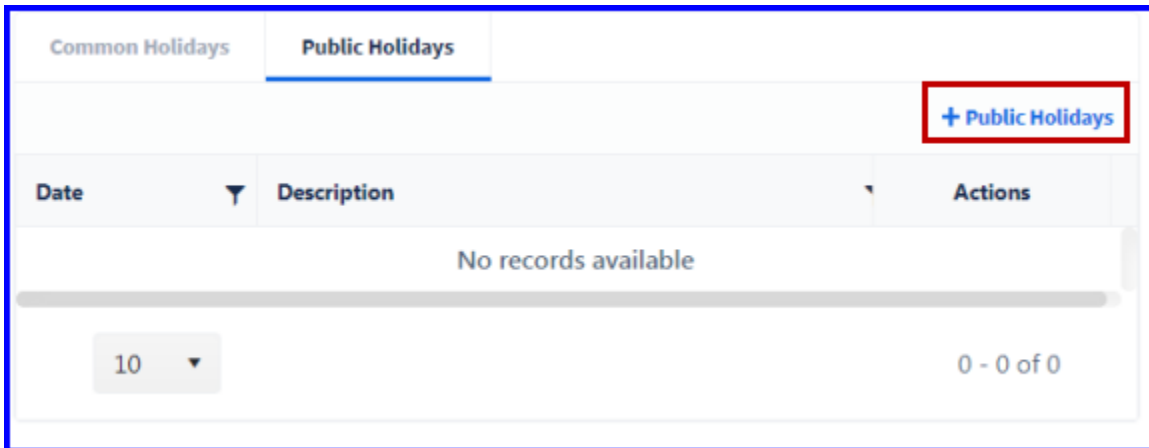 Common Holidays Public Holidays
+ Public Holidays
Date Description Actions
No records available
10 0 - 0 of 0